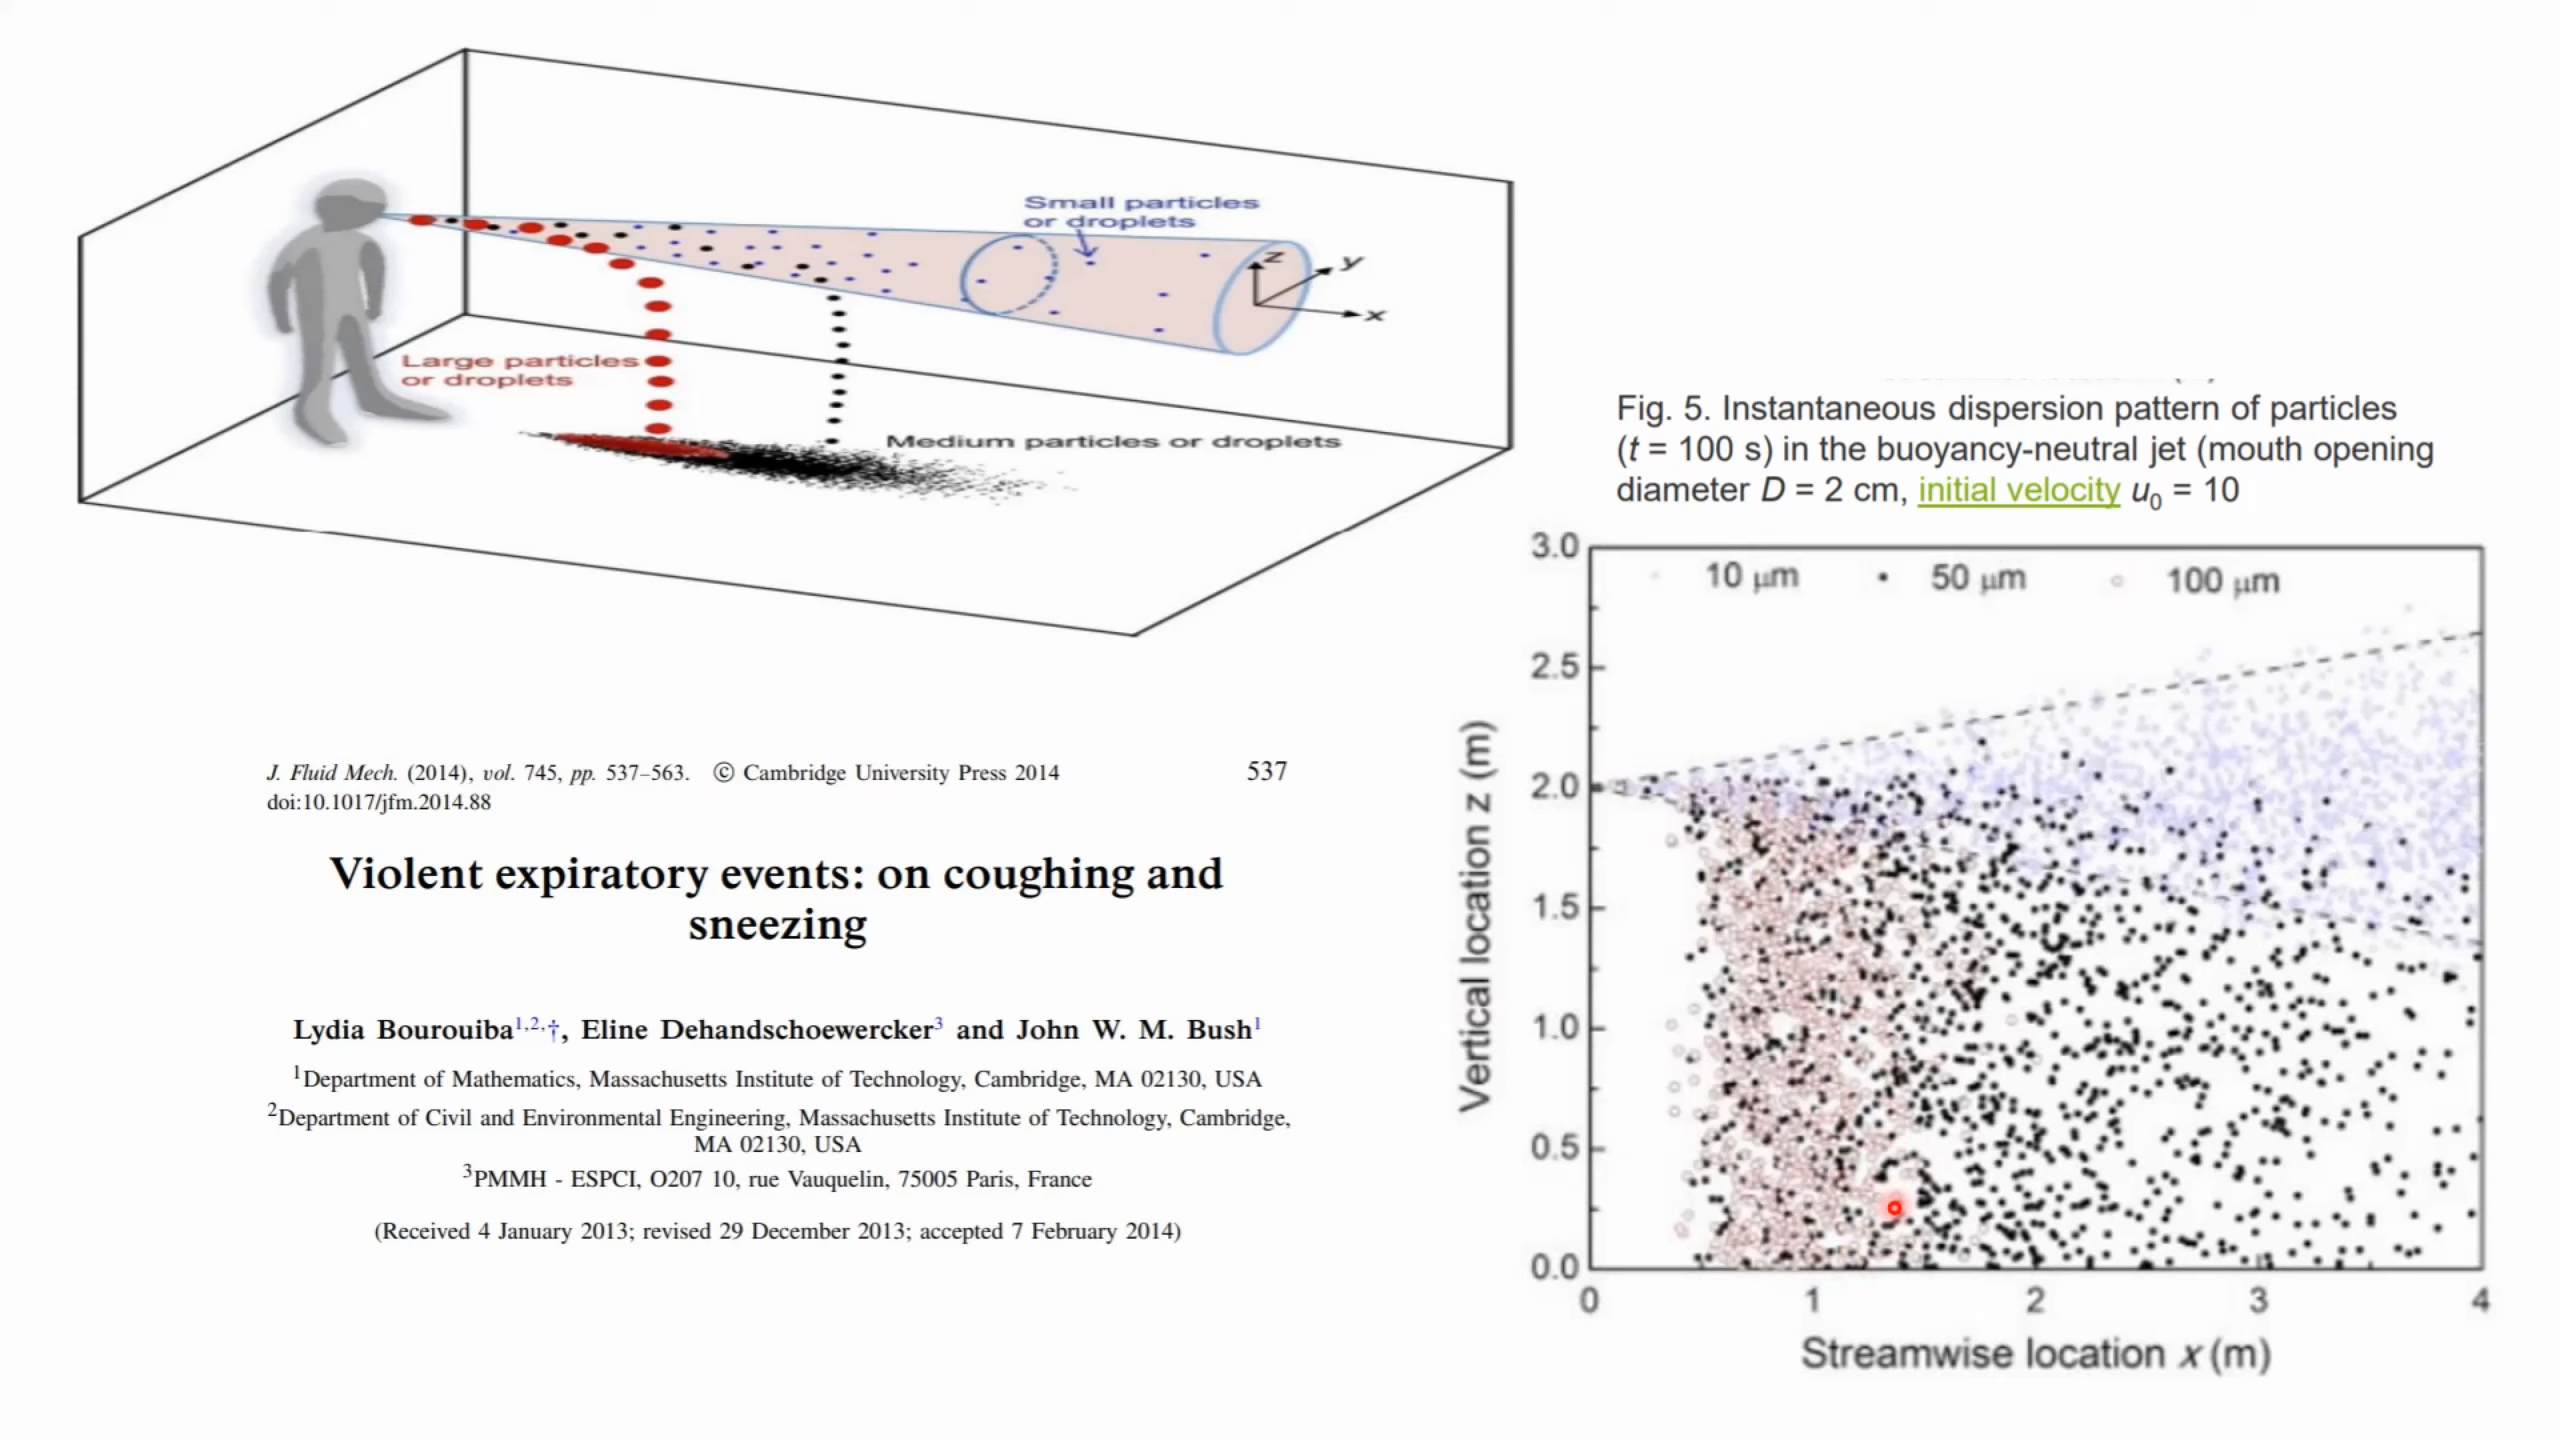 Small particles
or droplets
z
y
x
Large particles
or droplets
Medium particles or droplets
J. Fluid Mech. (2014), vol. 745, pp. 537–563. © Cambridge University Press 2014
537
doi:10.1017/jfm.2014.88
Violent expiratory events: on coughing and
sneezing
Lydia Bourouiba1,2,†, Eline Dehandschoewercker3 and John W. M. Bush1
1Department of Mathematics, Massachusetts Institute of Technology, Cambridge, MA 02130, USA
2Department of Civil and Environmental Engineering, Massachusetts Institute of Technology, Cambridge,
MA 02130, USA
3PMMH - ESPCI, O207 10, rue Vauquelin, 75005 Paris, France
(Received 4 January 2013; revised 29 December 2013; accepted 7 February 2014)
Fig. 5. Instantaneous dispersion pattern of particles
(t = 100 s) in the buoyancy-neutral jet (mouth opening
diameter D = 2 cm, initial velocity u0 = 10
10 μm 50 μm 100 μm
Vertical location z (m)
3.0
2.5
2.0
1.5
1.0
0.5
0.0
0 1 2 3 4
Streamwise location x (m)